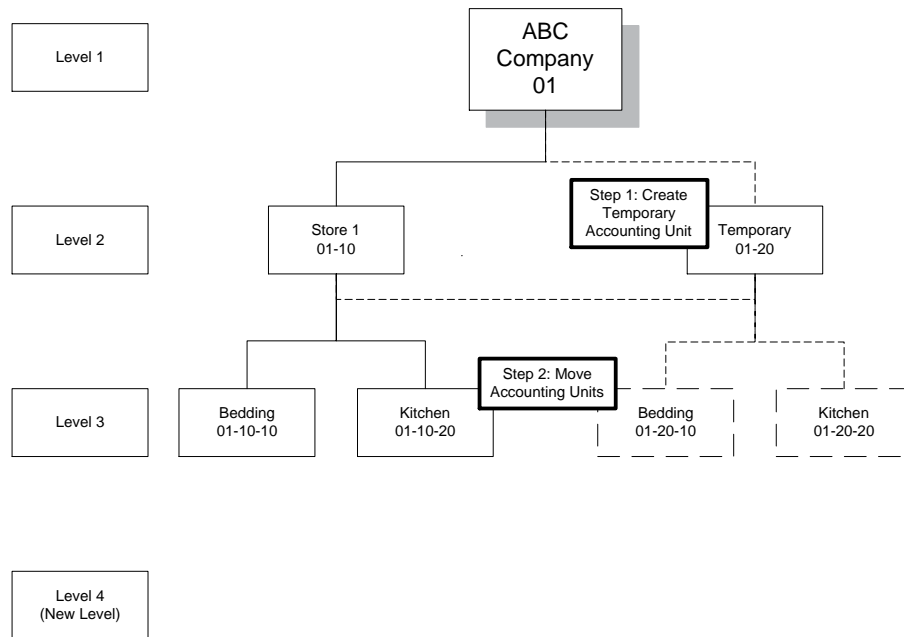 Level 1
ABC
Company
01
Level 2
Store 1
01-10
Step 1: Create
Temporary
Accounting Unit
Temporary
01-20
Level 3
Bedding
01-10-10
Kitchen
01-10-20
Step 2: Move
Accounting Units
Bedding
01-20-10
Kitchen
01-20-20
Level 4
(New Level)